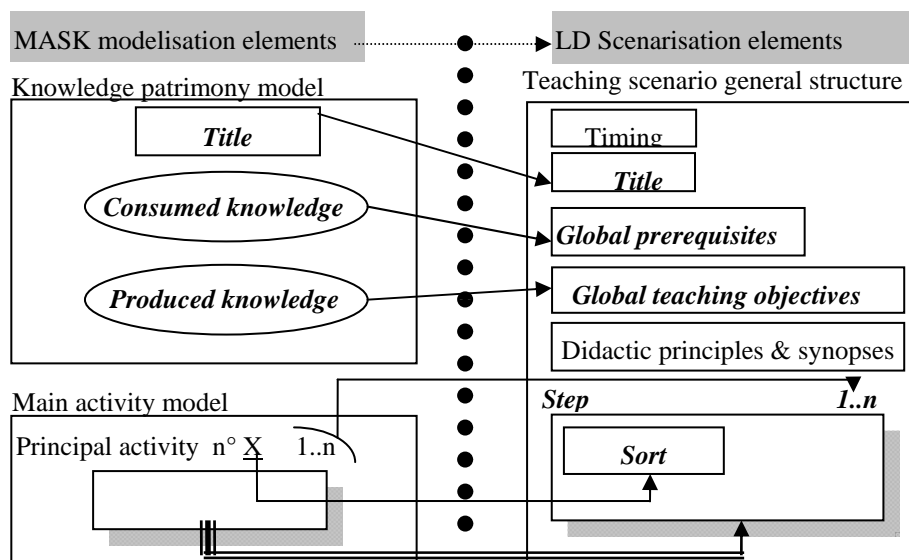 MASK modelisation elements
LD Scenarisation elements
Knowledge patrimony model
Teaching scenario general structure
Title
Consumed knowledge
Produced knowledge
Timing
Title
Global prerequisites
Global teaching objectives
Didactic principles & synopses
Main activity model
Principal activity n° X 1..n
Step 1..n
Sort